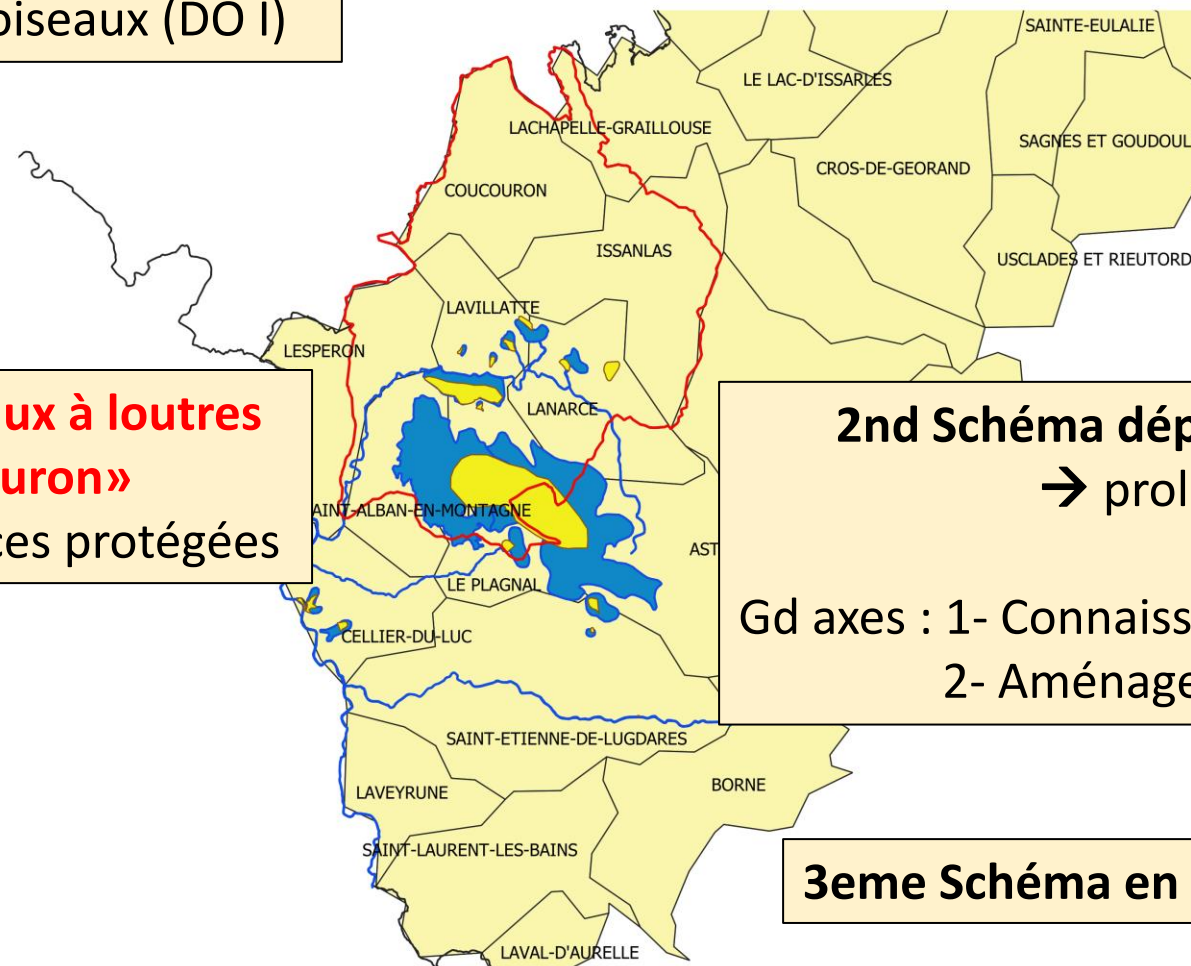 oiseaux (DO I)
SAINTE-EULALIE
LE LAC-D'ISSARLES
LACHAPELLE-GRAILLOUSE
SAGNES ET GOUDOUL
CROS-DE-GEORAND
COUCOURON
ISSANLAS
USCLADES ET RIEUTORD
LAVILLATTE
LESPERON
ux à loutres
uron»
ces protégées
LANARCE
2nd Schéma dép
→ prol
AINT-ALBAN-EN-MONTAGNE
AST
LE PLAGNAL
Gd axes : 1- Connaiss
2- Aménage
CELLIER-DU-LUC
SAINT-ETIENNE-DE-LUGDARES
LAVEYRUNE
BORNE
SAINT-LAURENT-LES-BAINS
3eme Schéma en
LAVAL-D'AURELLE